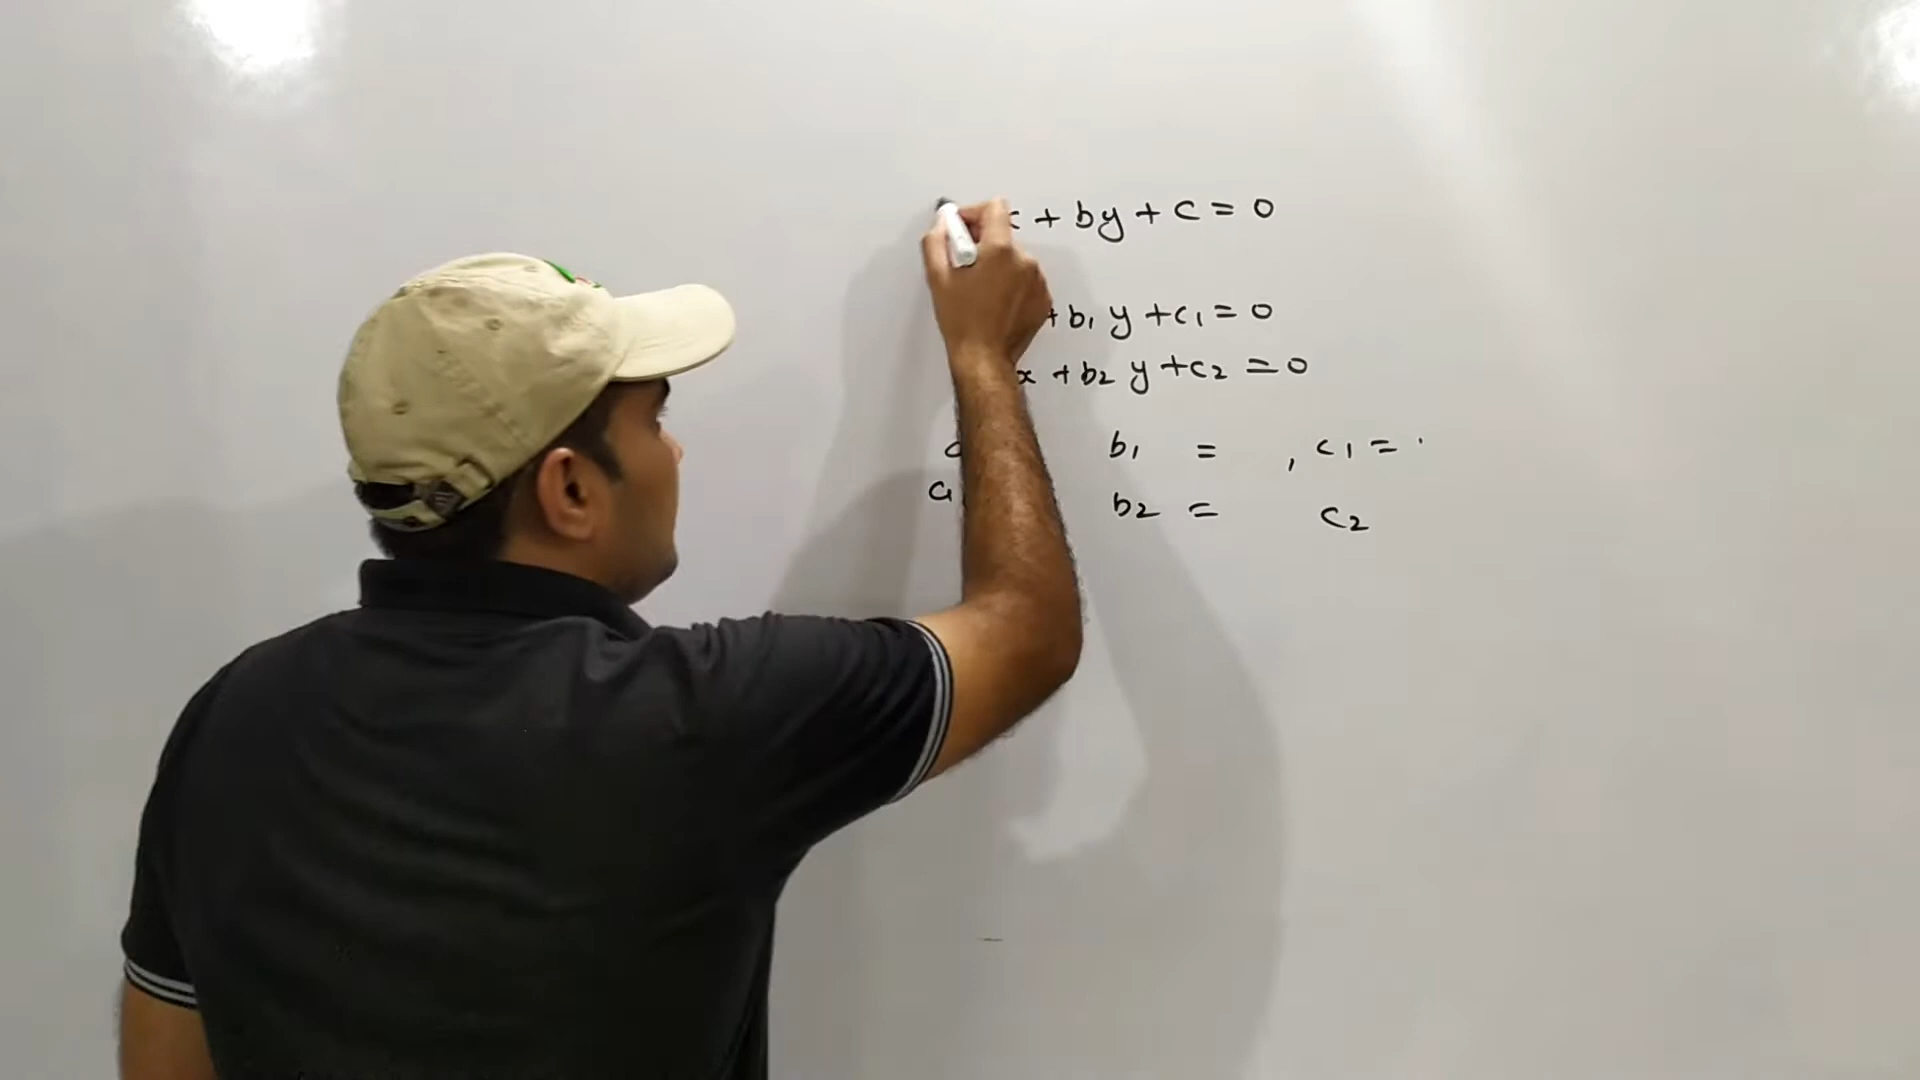 x + by + c = 0
+ b₁ y + c₁ = 0
x + b₂ y + c₂ = 0
b₁ = , c₁ =
b₂ = c₂